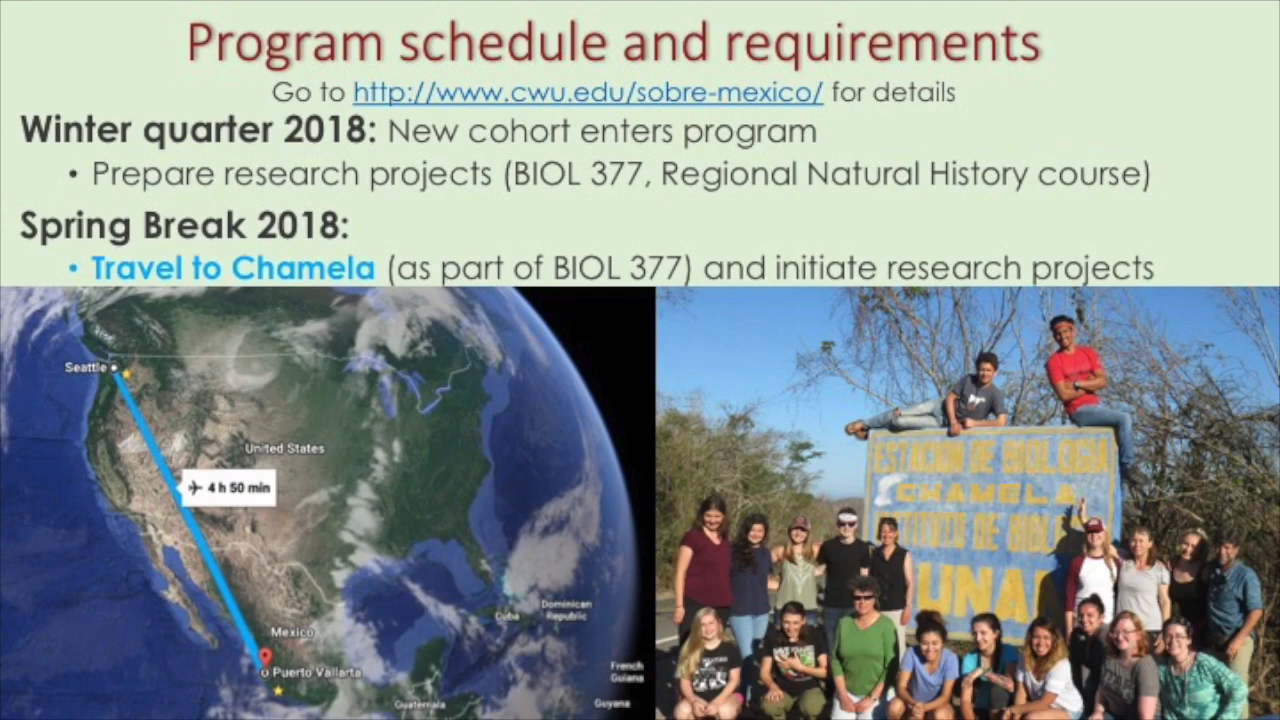 Program schedule and requirements
Go to http://www.cwu.edu/sobre-mexico/ for details
Winter quarter 2018: New cohort enters program
• Prepare research projects (BIOL 377, Regional Natural History course)
Spring Break 2018:
• Travel to Chamela (as part of BIOL 377) and initiate research projects
Seattle
United States
4 h 50 min
Mexico
Puerto Vallarta
Cuba
Dominican
Republic
Guatemala
French
Guiana
Guyana
ESTACION DE BIOLOGIA
CHAMELA
DE
UNA